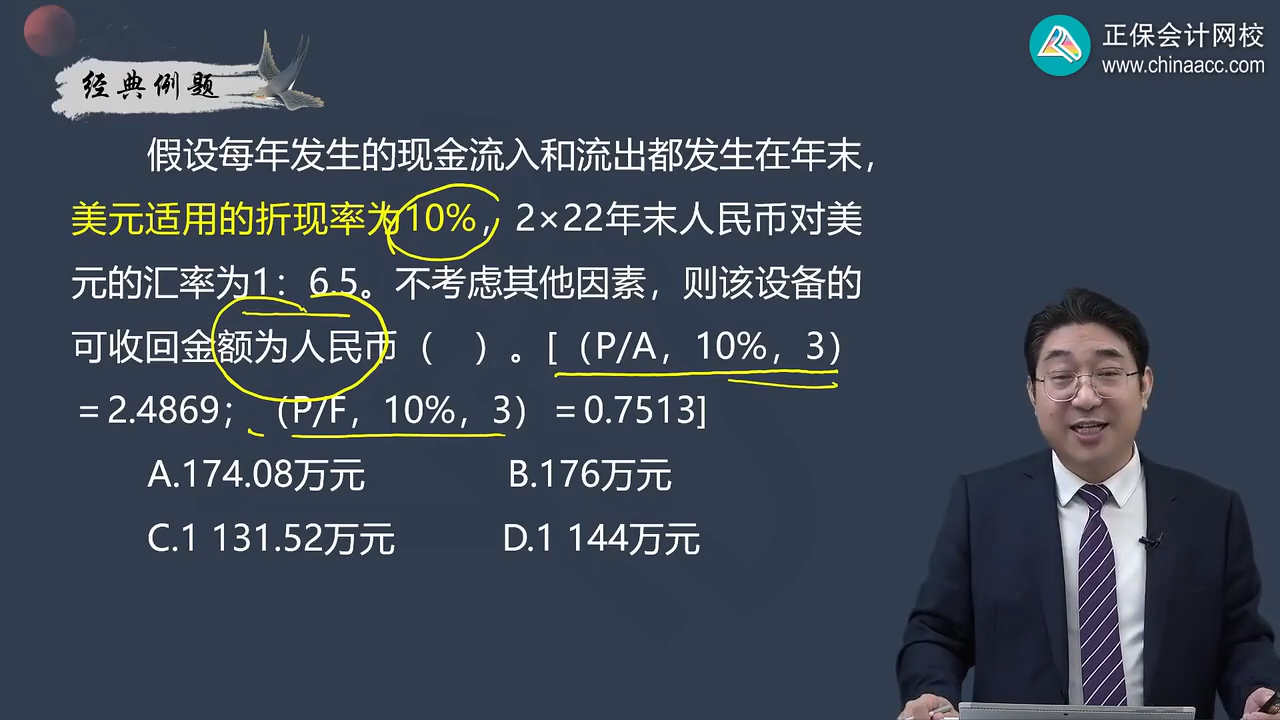 经典例题
正保会计网校
www.chinaacc.com
假设每年发生的现金流入和流出都发生在年末，
美元适用的折现率为10%，2×22年末人民币对美
元的汇率为1：6.5。不考虑其他因素，则该设备的
可收回金额为人民币（ ）。[（P/A，10%，3）
＝2.4869；（P/F，10%，3）＝0.7513]
A.174.08万元 B.176万元
C.1 131.52万元 D.1 144万元